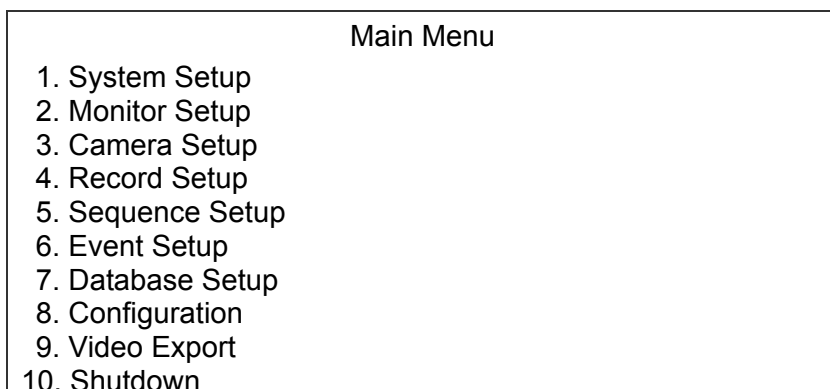 Main Menu
1. System Setup
2. Monitor Setup
3. Camera Setup
4. Record Setup
5. Sequence Setup
6. Event Setup
7. Database Setup
8. Configuration
9. Video Export
10. Shutdown